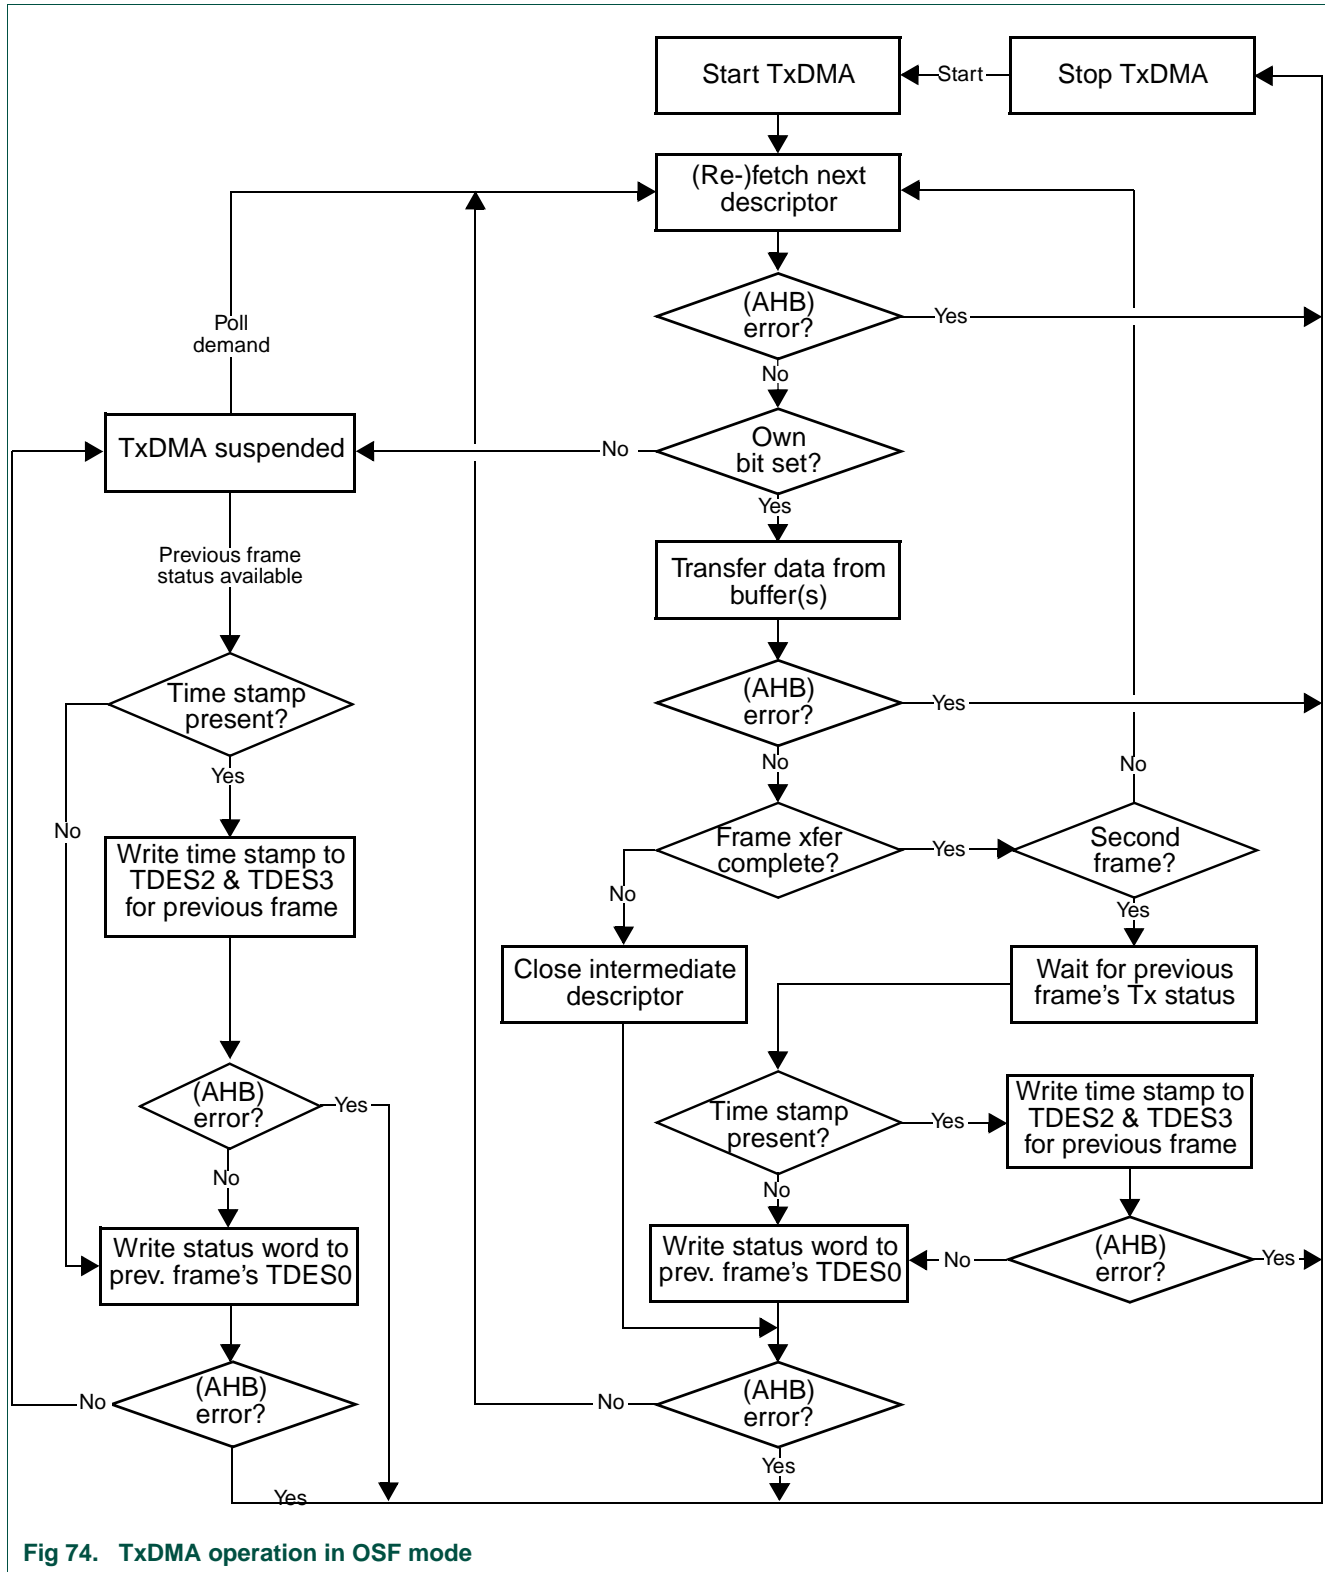 Start TxDMA
Start
Stop TxDMA
(Re-)fetch next
descriptor
(AHB)
error?
Yes
Poll
demand
No
TxDMA suspended
No
Own
bit set?
Yes
Previous frame
status available
Transfer data from
buffer(s)
Time stamp
present?
(AHB)
error?
Yes
Yes
No
No
No
Write time stamp to
TDES2 & TDES3
for previous frame
Frame xfer
complete?
Yes
Second
frame?
No
Yes
Close intermediate
descriptor
Wait for previous
frame's Tx status
(AHB)
error?
Yes
Time stamp
present?
Yes
Write time stamp to
TDES2 & TDES3
for previous frame
No
No
Write status word to
prev. frame's TDES0
Write status word to
prev. frame's TDES0
No
(AHB)
error?
Yes
No
(AHB)
error?
No
(AHB)
error?
Yes
Yes
Fig 74. TxDMA operation in OSF mode